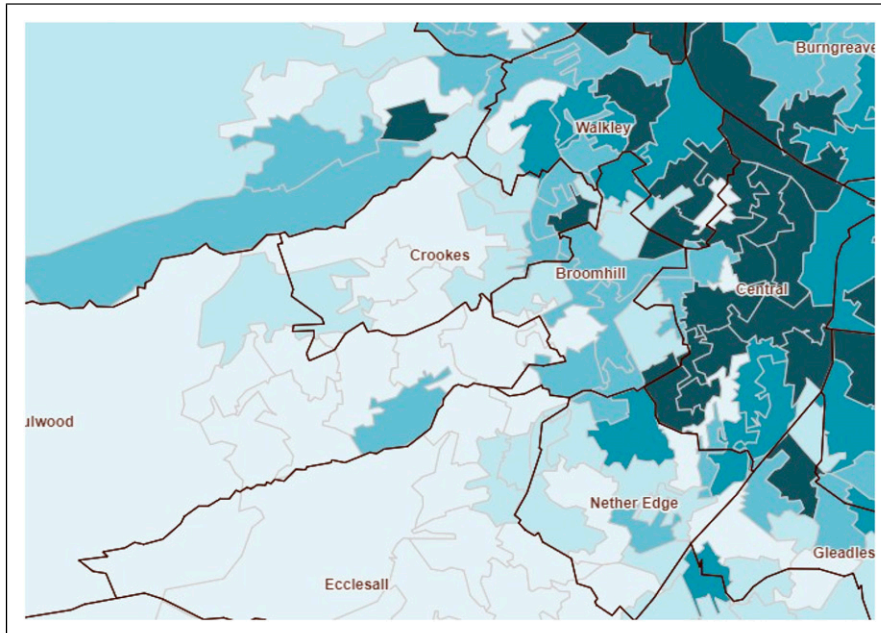 Burngreave
Walkley
Crookes
Broomhill
Central
ulwood
Nether Edge
Gleadles
Ecclesall